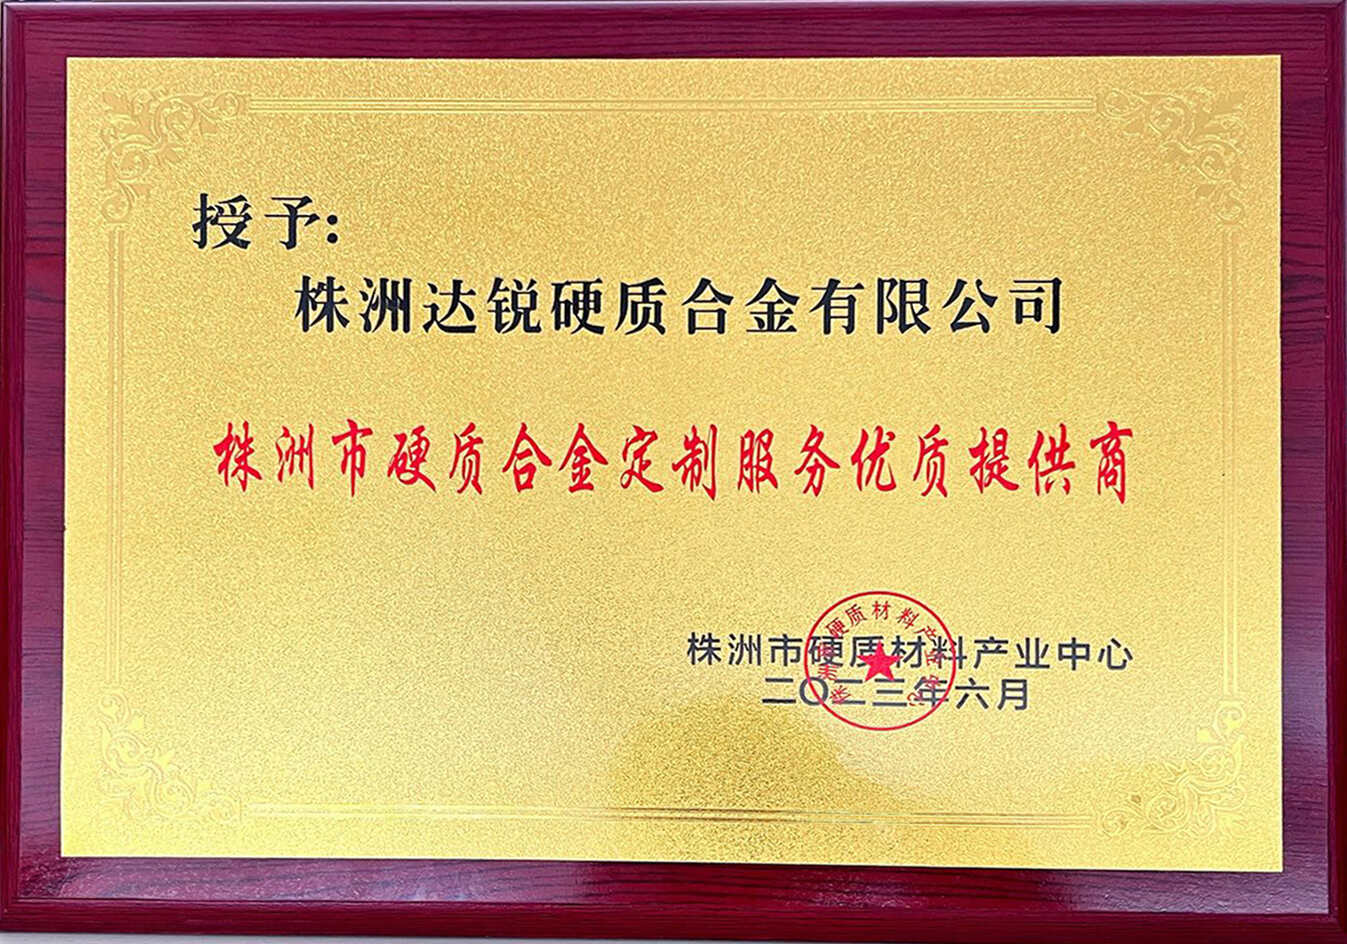 授予:
株洲达锐硬质合金有限公司
株洲市硬质合金定制服务优质提供商
株洲市硬质材料产业中心
二〇二三年六月